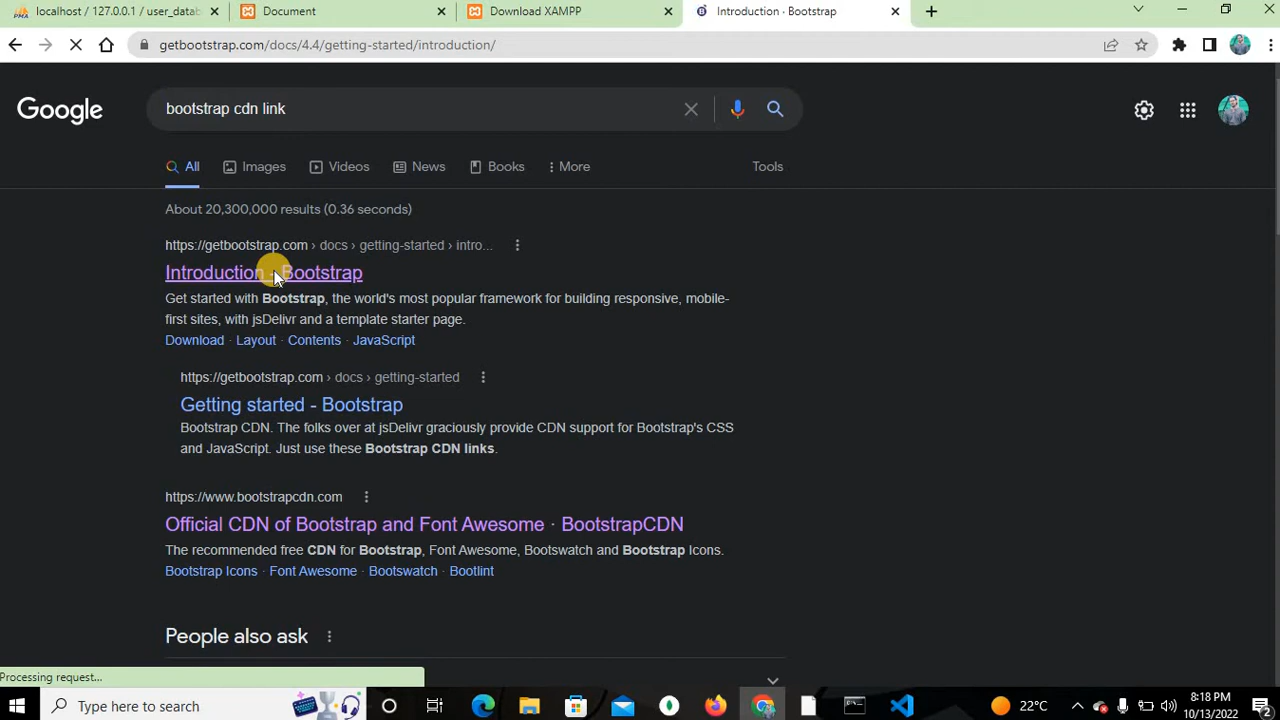 localhost / 127.0.0.1 / user_datab
Document
Download XAMPP
Introduction · Bootstrap
getbootstrap.com/docs/4.4/getting-started/introduction/
Google
bootstrap cdn link
All
Images
Videos
News
Books
More
Tools
About 20,300,000 results (0.36 seconds)
https://getbootstrap.com › docs › getting-started › intro...
Introduction - Bootstrap
Get started with Bootstrap, the world's most popular framework for building responsive, mobile-
first sites, with jsDelivr and a template starter page.
Download · Layout · Contents · JavaScript
https://getbootstrap.com › docs › getting-started
Getting started - Bootstrap
Bootstrap CDN. The folks over at jsDelivr graciously provide CDN support for Bootstrap's CSS
and JavaScript. Just use these Bootstrap CDN links.
https://www.bootstrapcdn.com
Official CDN of Bootstrap and Font Awesome · BootstrapCDN
The recommended free CDN for Bootstrap, Font Awesome, Bootswatch and Bootstrap Icons.
Bootstrap Icons · Font Awesome · Bootswatch · Bootlint
People also ask
Processing request...
Type here to search
22°C
8:18 PM
10/13/2022
2